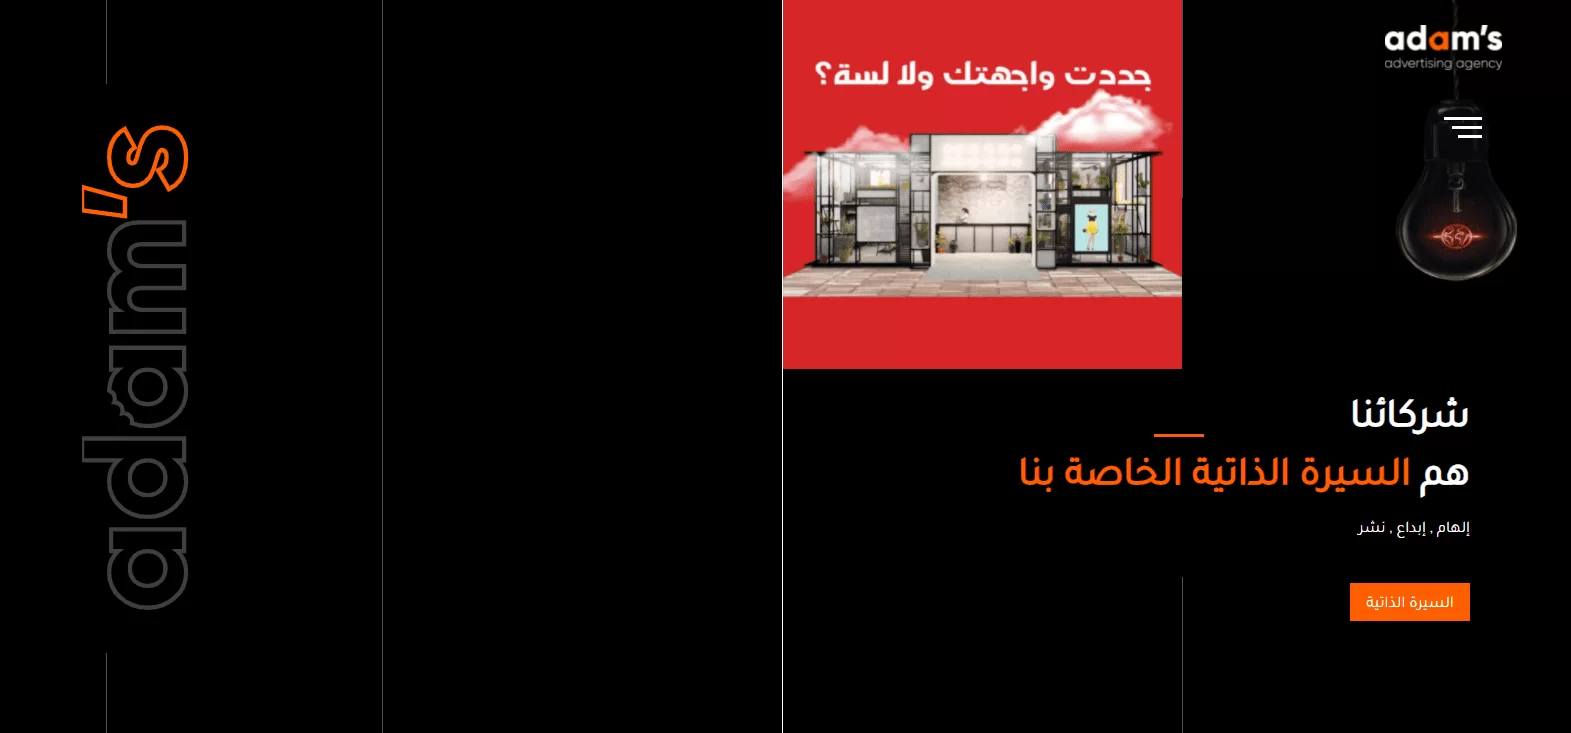 adam's
advertising agency
جددت واجهتك ولا لسة؟
adam's
شركائنا
هم السيرة الذاتية الخاصة بنا
إلهام , إبداع , نشر
السيرة الذاتية